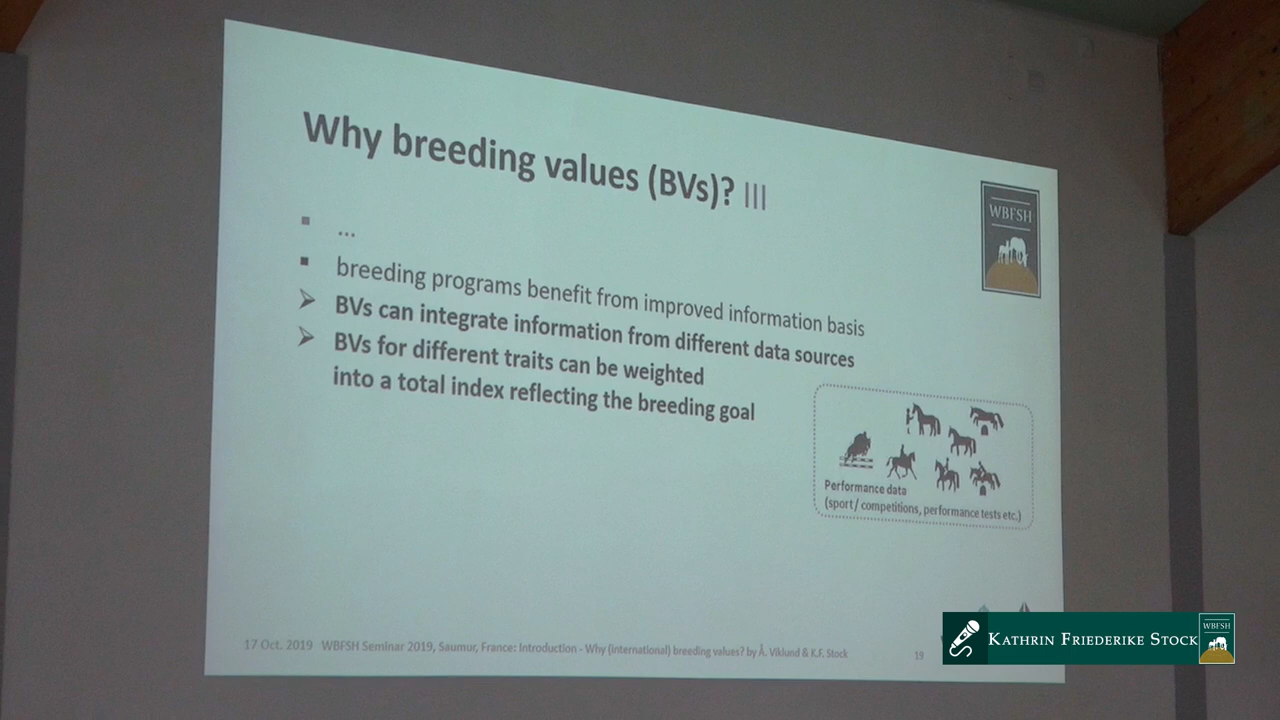 Why breeding values (BVs)? III
WBFSH
...
breeding programs benefit from improved information basis
BVs can integrate information from different data sources
BVs for different traits can be weighted
into a total index reflecting the breeding goal
Performance data
(sport / competitions, performance tests etc.)
17 Oct. 2019 WBFSH Seminar 2019, Saumur, France: Introduction - Why (international) breeding values? by Å. Viklund & K.F. Stock
19
KATHRIN FRIEDERIKE STOCK
WBFSH